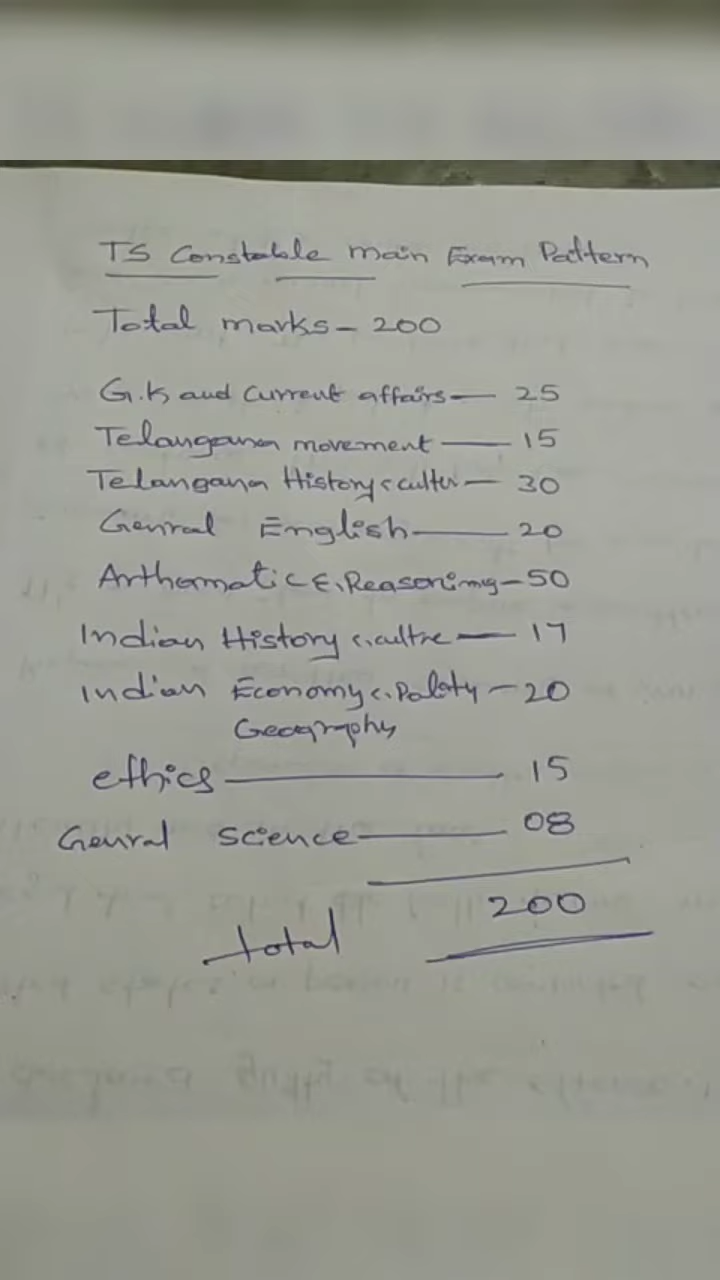 TS Constable main Exam Pattern
Total marks - 200
G.K and Current affairs — 25
Telangana movement — 15
Telangana History & cultur — 30
Genral English — 20
Arthematic & Reasoning - 50
Indian History & cultre — 17
Indian Economy & Polity - 20
Geography
ethics — 15
Genral Science — 08
200
total